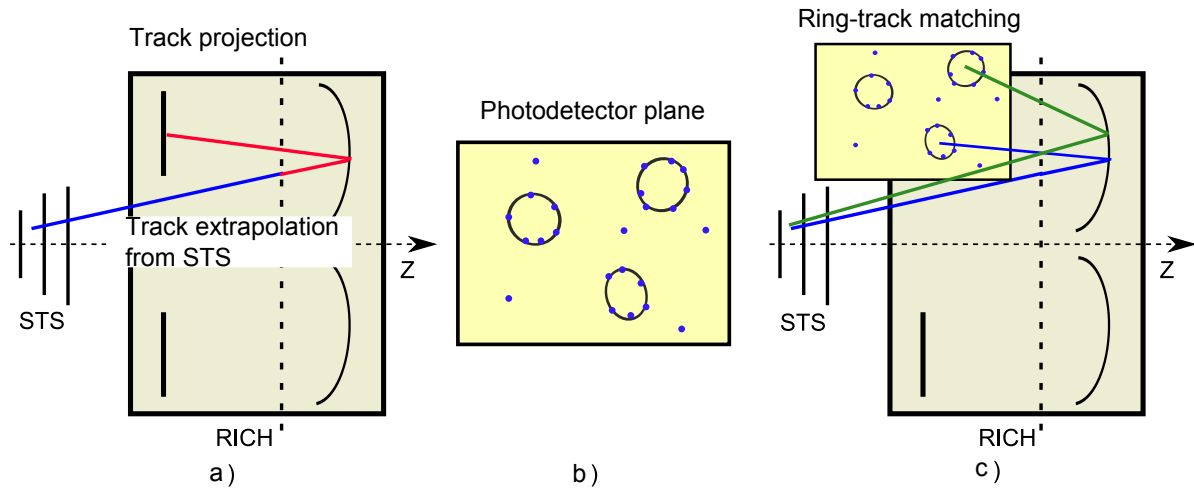 Track projection
Track extrapolation
from STS
Z
STS
RICH
a)
Photodetector plane
b)
Ring-track matching
Z
STS
RICH
c)